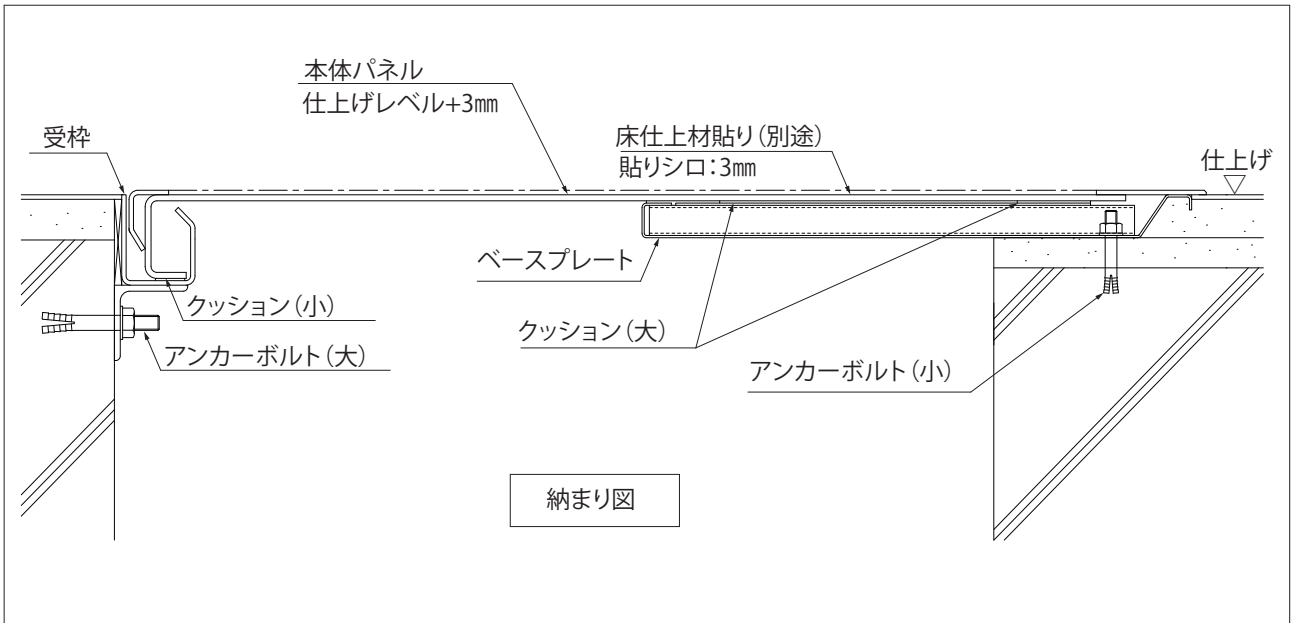 本体パネル
仕上げレベル+3㎜
受枠
床仕上材貼り(別途)
貼りシロ:3㎜
仕上げ
ベースプレート
クッション(小)
クッション(大)
アンカーボルト(大)
アンカーボルト(小)
納まり図